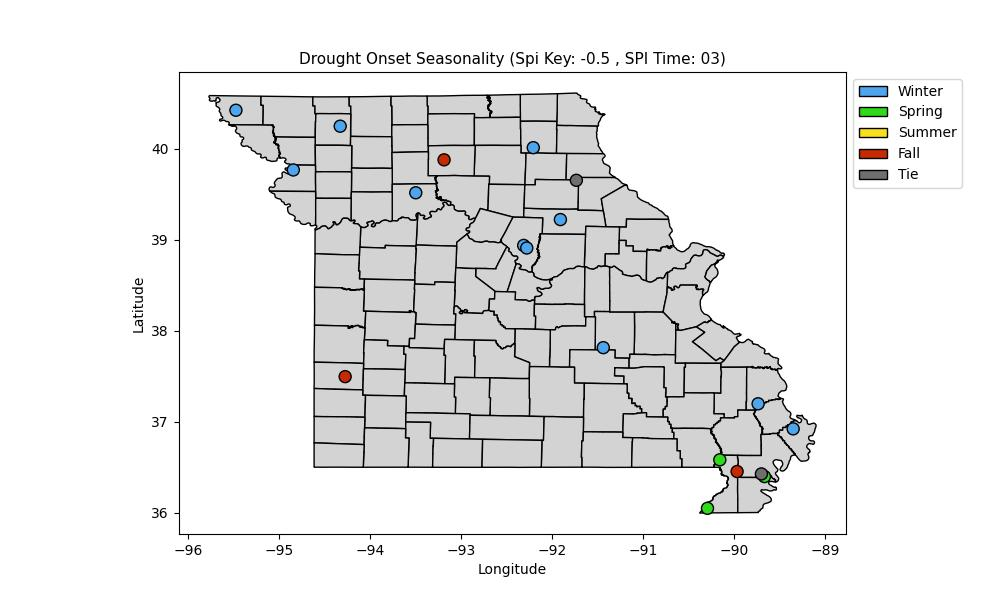 Drought Onset Seasonality (Spi Key: -0.5 , SPI Time: 03)
Winter
Spring
Summer
Fall
Tie
Latitude
40
39
38
37
36
−96
−95
−94
−93
−92
−91
−90
−89
Longitude